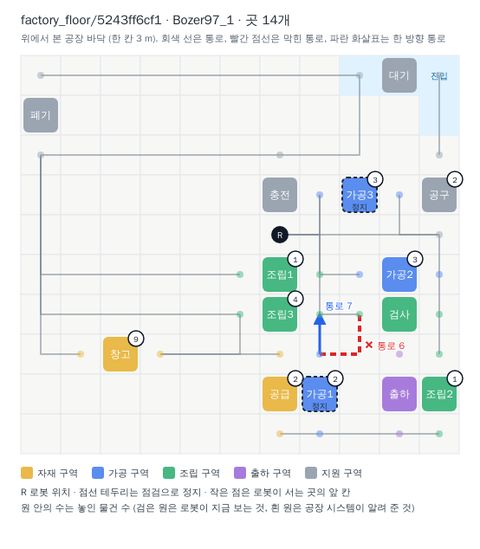 factory_floor/5243ff6cf1 · Bozer97_1 · 곳 14개
위에서 본 공장 바닥 (한 칸 3 m). 회색 선은 통로, 빨간 점선은 막힌 통로, 파란 화살표는 한 방향 통로
대기
진입
폐기
충전
3
가공3
정지
2
공구
R
1
조립1
3
가공2
4
조립3
통로 7
검사
✕ 통로 6
9
창고
2
공급
2
가공1
정지
출하
1
조립2
자재 구역 가공 구역 조립 구역 출하 구역 지원 구역
R 로봇 위치 · 점선 테두리는 점검으로 정지 · 작은 점은 로봇이 서는 곳의 앞 칸
원 안의 수는 놓인 물건 수 (검은 원은 로봇이 지금 보는 것, 흰 원은 공장 시스템이 알려 준 것)